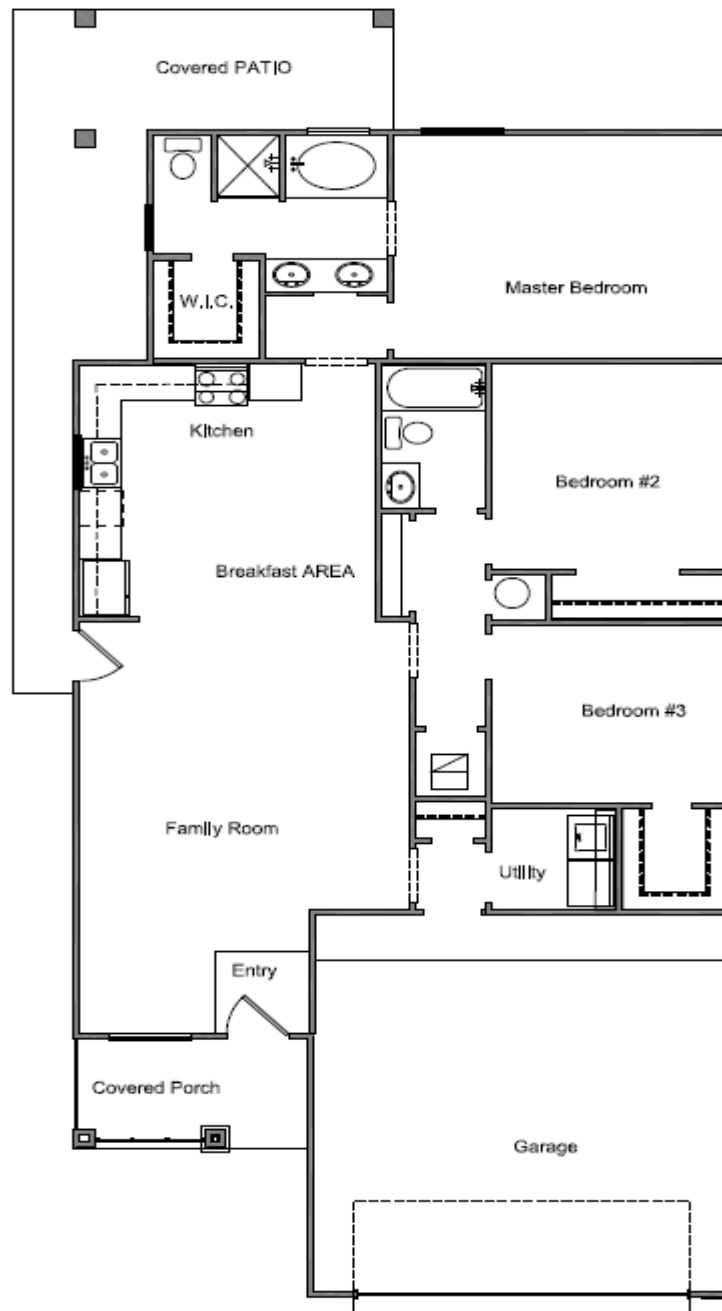 Covered PATIO
Master Bedroom
W.I.C.
Kitchen
Bedroom #2
Breakfast AREA
Bedroom #3
Family Room
Utility
Entry
Covered Porch
Garage